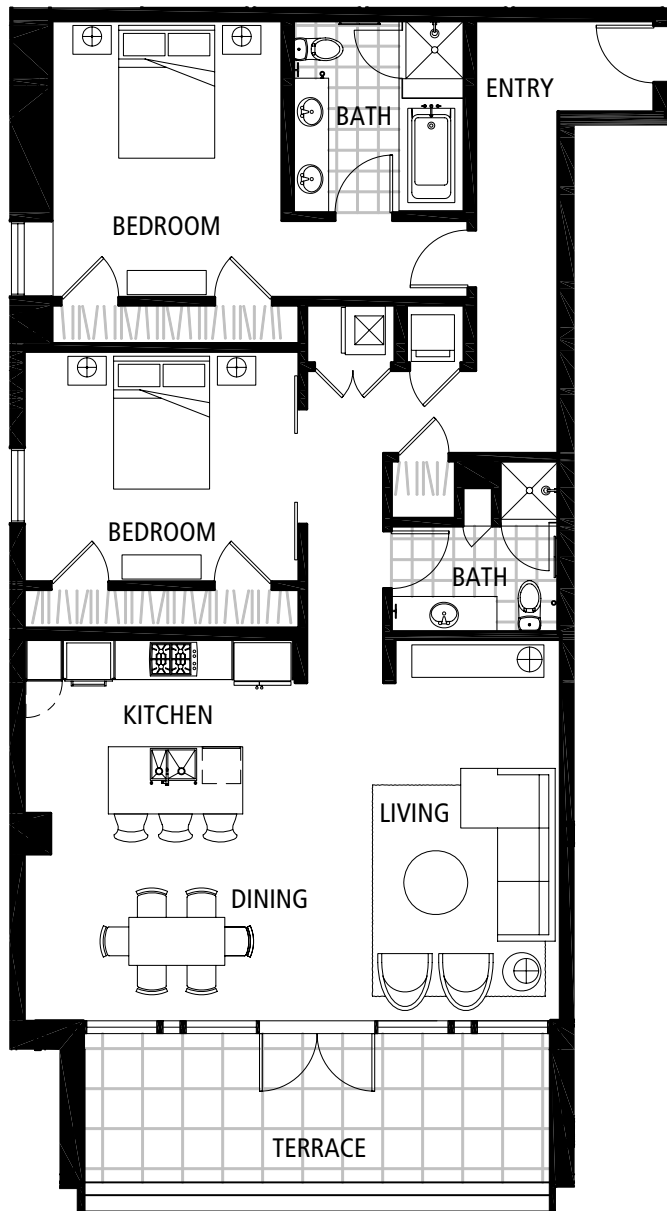 ENTRY
BATH
BEDROOM
BEDROOM
BATH
KITCHEN
LIVING
DINING
TERRACE